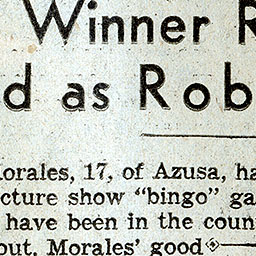 Winner R
d as Rob
orales, 17, of Azusa, ha
cture show "bingo" ga
have been in the coun
out. Morales' good